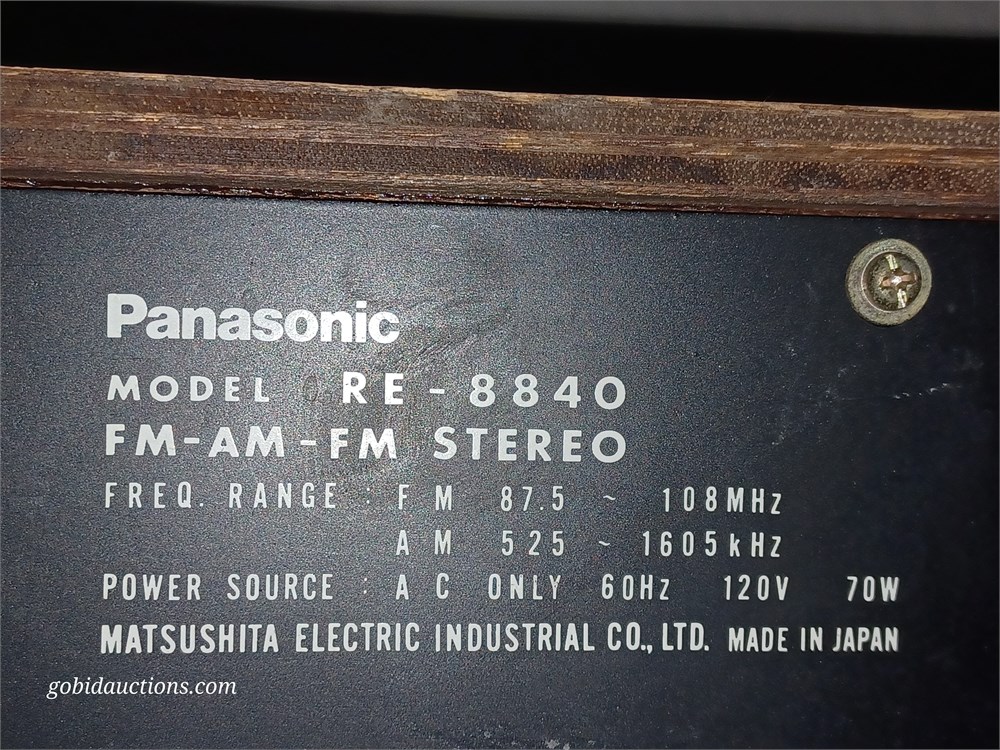 Panasonic
MODEL RE-8840
FM-AM-FM STEREO
FREQ. RANGE : FM 87.5 ~ 108MHz
AM 525 ~ 1605kHz
POWER SOURCE : AC ONLY 60Hz 120V 70W
MATSUSHITA ELECTRIC INDUSTRIAL CO., LTD. MADE IN JAPAN
gobidauctions.com